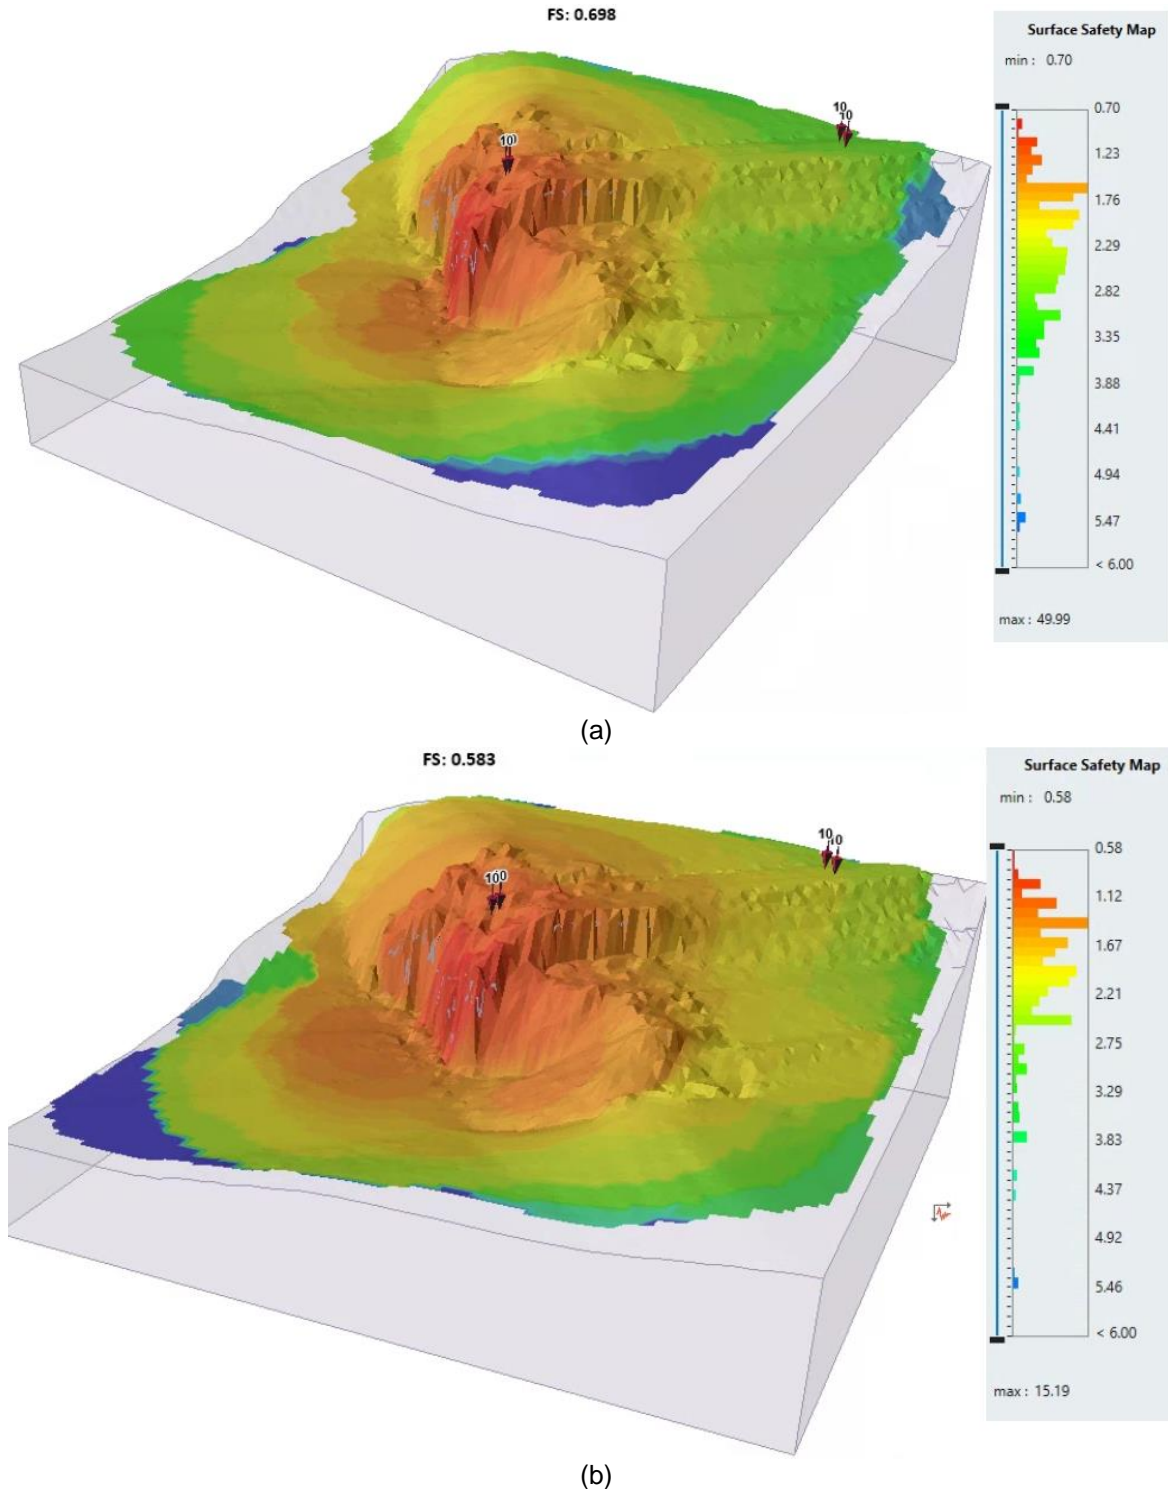 FS: 0.698
Surface Safety Map
min : 0.70
0.70
1.23
1.76
2.29
2.82
3.35
3.88
4.41
4.94
5.47
< 6.00
max : 49.99
10
10
(a)
FS: 0.583
Surface Safety Map
min : 0.58
0.58
1.12
1.67
2.21
2.75
3.29
3.83
4.37
4.92
5.46
< 6.00
max : 15.19
10
(b)